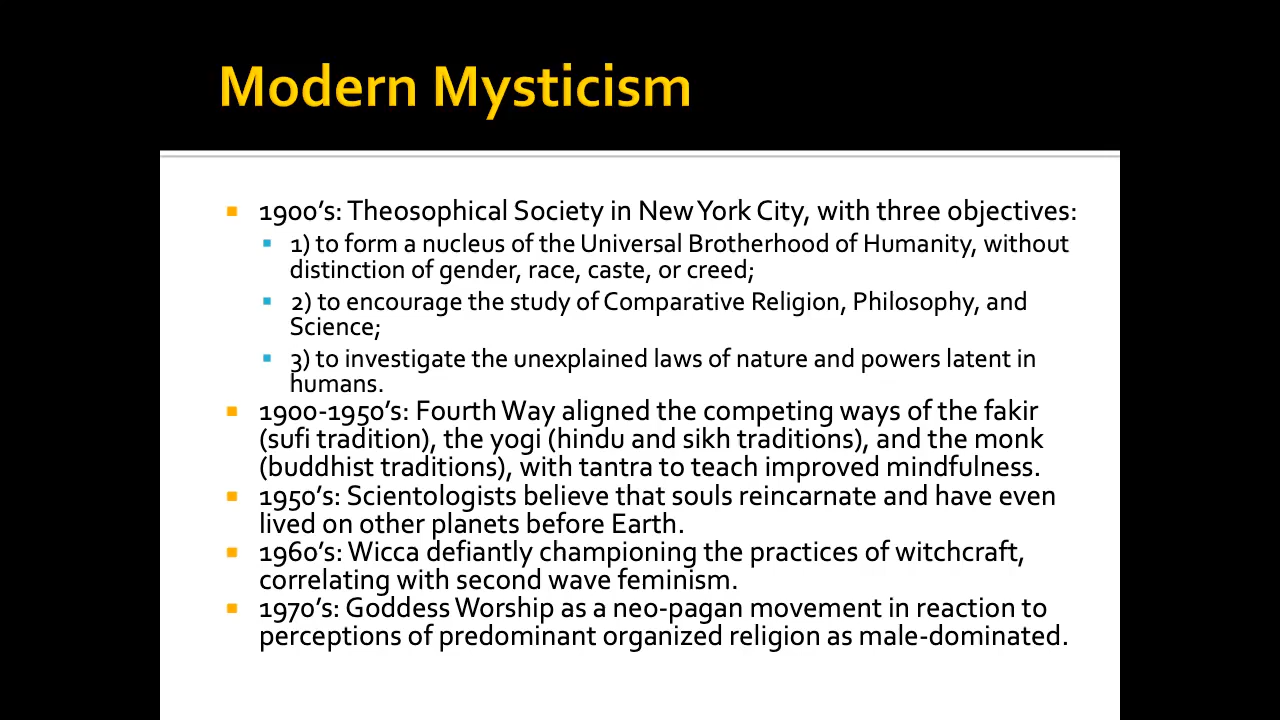 Modern Mysticism
1900's: Theosophical Society in New York City, with three objectives:
1) to form a nucleus of the Universal Brotherhood of Humanity, without
distinction of gender, race, caste, or creed;
2) to encourage the study of Comparative Religion, Philosophy, and
Science;
3) to investigate the unexplained laws of nature and powers latent in
humans.
1900-1950's: Fourth Way aligned the competing ways of the fakir
(sufi tradition), the yogi (hindu and sikh traditions), and the monk
(buddhist traditions), with tantra to teach improved mindfulness.
1950's: Scientologists believe that souls reincarnate and have even
lived on other planets before Earth.
1960's: Wicca defiantly championing the practices of witchcraft,
correlating with second wave feminism.
1970's: Goddess Worship as a neo-pagan movement in reaction to
perceptions of predominant organized religion as male-dominated.